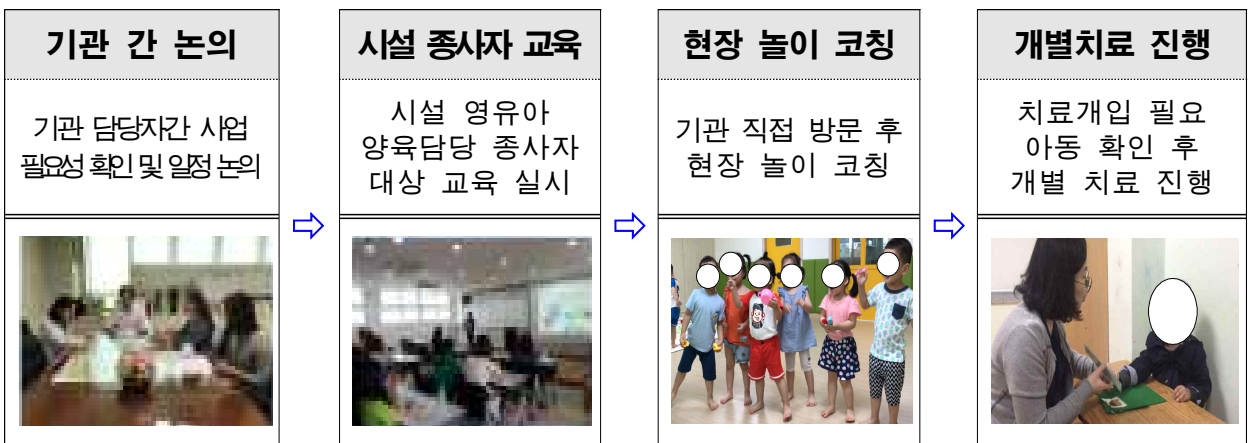 기관 간 논의
기관 담당자간 사업
필요성 확인 및 일정 논의
시설 종사자 교육
시설 영유아
양육담당 종사자
대상 교육 실시
현장 놀이 코칭
기관 직접 방문 후
현장 놀이 코칭
개별치료 진행
치료개입 필요
아동 확인 후
개별 치료 진행